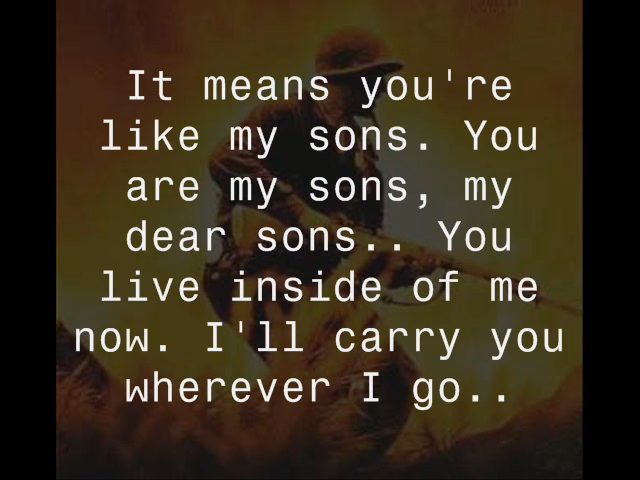 It means you're
like my sons. You
are my sons, my
dear sons.. You
live inside of me
now. I'll carry you
wherever I go..